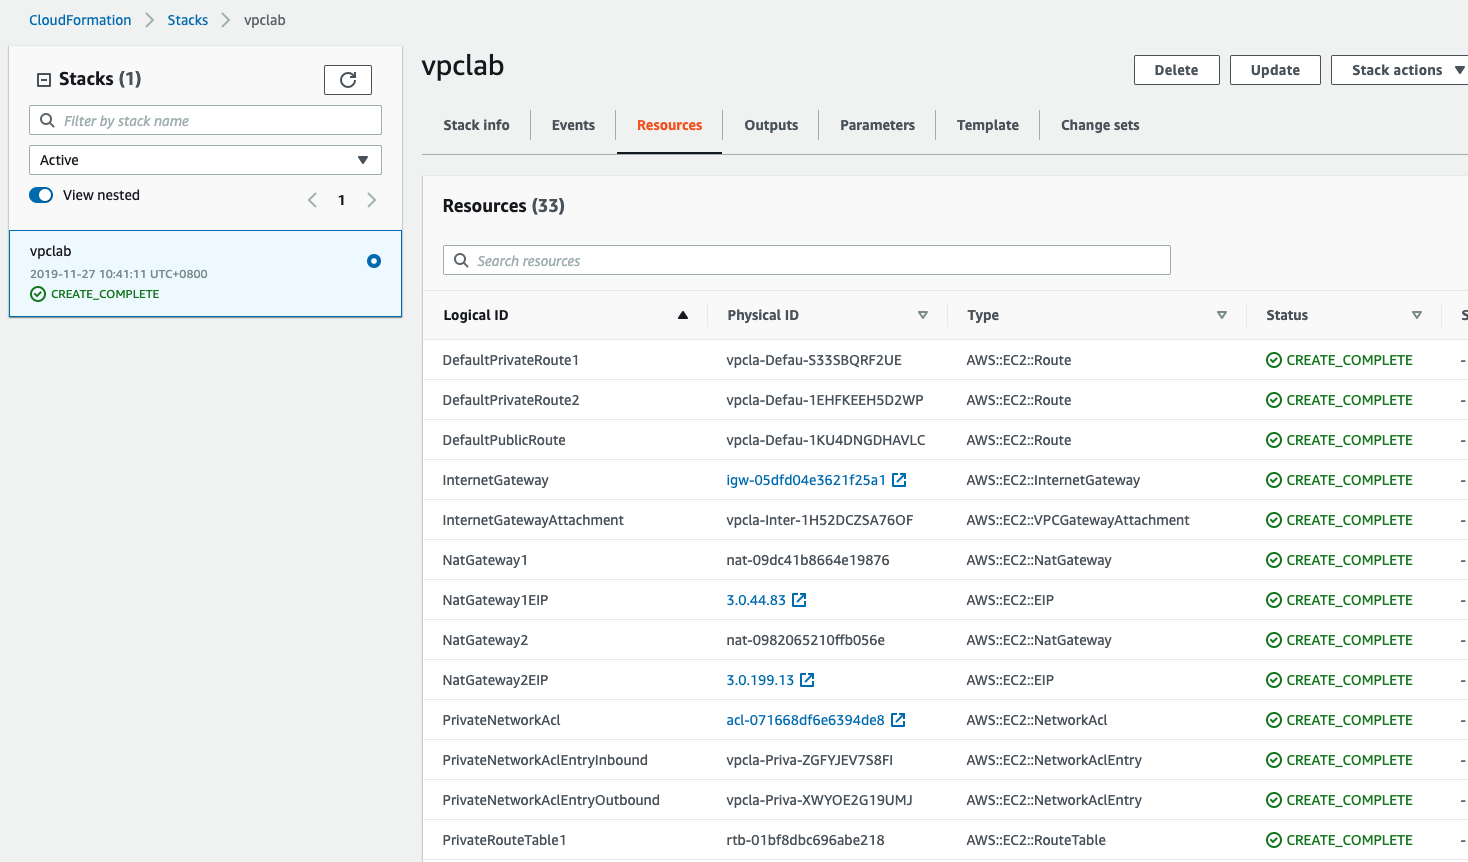 CloudFormation > Stacks > vpclab
Stacks (1)
Filter by stack name
Active
View nested
1
vpclab
2019-11-27 10:41:11 UTC+0800
CREATE_COMPLETE
vpclab
Delete Update Stack actions
Stack info Events Resources Outputs Parameters Template Change sets
Resources (33)
Search resources
Logical ID Physical ID Type Status S
DefaultPrivateRoute1 vpcla-Defau-S33SBQRF2UE AWS::EC2::Route CREATE_COMPLETE -
DefaultPrivateRoute2 vpcla-Defau-1EHFKEEH5D2WP AWS::EC2::Route CREATE_COMPLETE -
DefaultPublicRoute vpcla-Defau-1KU4DNGDHAVLC AWS::EC2::Route CREATE_COMPLETE -
InternetGateway igw-05dfd04e3621f25a1 AWS::EC2::InternetGateway CREATE_COMPLETE -
InternetGatewayAttachment vpcla-Inter-1H52DCZSA76OF AWS::EC2::VPCGatewayAttachment CREATE_COMPLETE -
NatGateway1 nat-09dc41b8664e19876 AWS::EC2::NatGateway CREATE_COMPLETE -
NatGateway1EIP 3.0.44.83 AWS::EC2::EIP CREATE_COMPLETE -
NatGateway2 nat-0982065210ffb056e AWS::EC2::NatGateway CREATE_COMPLETE -
NatGateway2EIP 3.0.199.13 AWS::EC2::EIP CREATE_COMPLETE -
PrivateNetworkAcl acl-071668df6e6394de8 AWS::EC2::NetworkAcl CREATE_COMPLETE -
PrivateNetworkAclEntryInbound vpcla-Priva-ZGFYJEV7S8FI AWS::EC2::NetworkAclEntry CREATE_COMPLETE -
PrivateNetworkAclEntryOutbound vpcla-Priva-XWYOE2G19UMJ AWS::EC2::NetworkAclEntry CREATE_COMPLETE -
PrivateRouteTable1 rtb-01bf8dbc696abe218 AWS::EC2::RouteTable CREATE_COMPLETE -